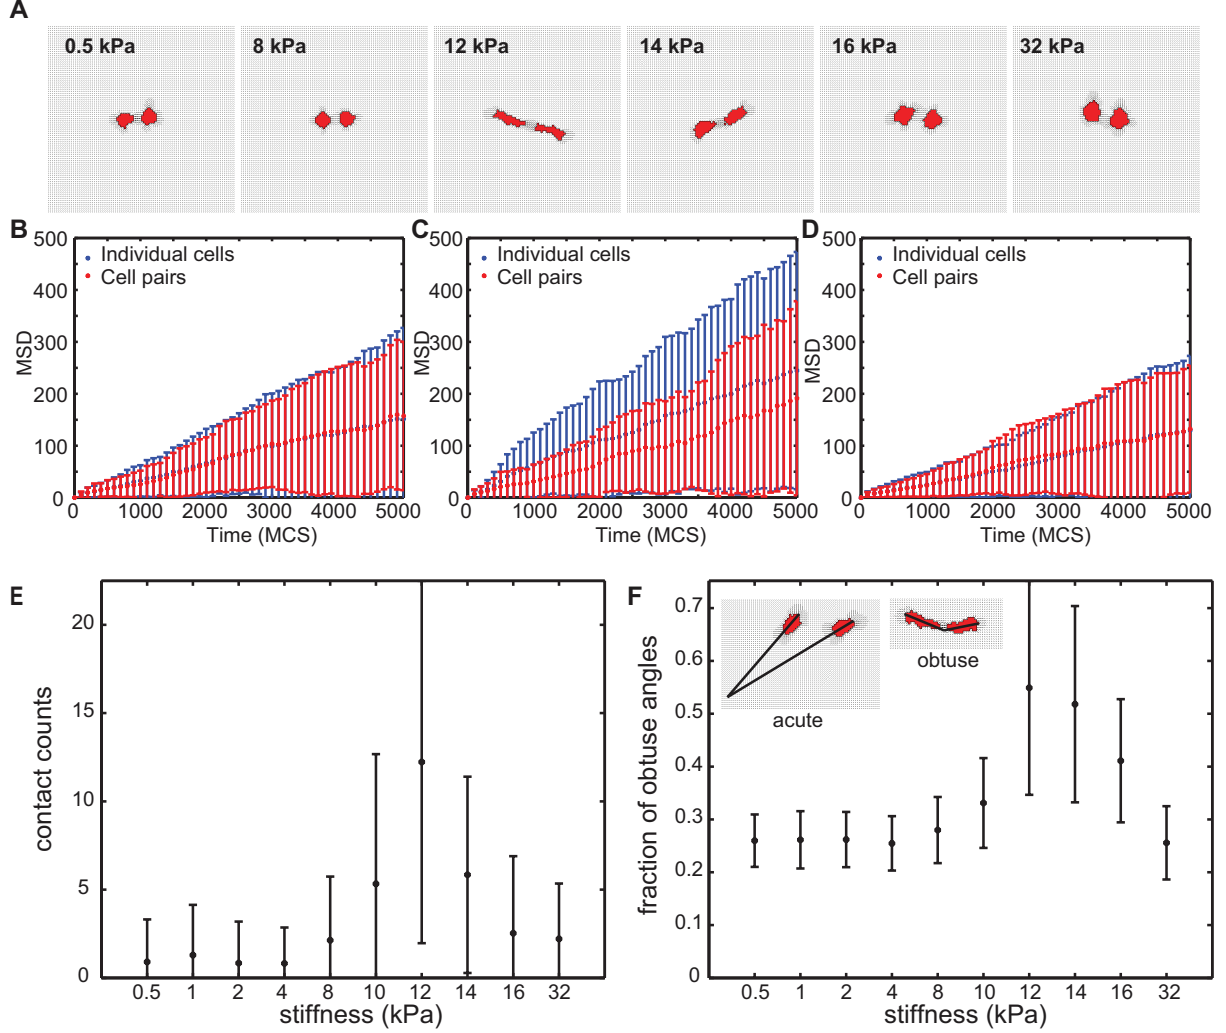 A
0.5 kPa
8 kPa
12 kPa
14 kPa
16 kPa
32 kPa
B
500
400
300
200
100
0
MSD
Individual cells
Cell pairs
0 1000 2000 3000 4000 5000
Time (MCS)
C
500
400
300
200
100
0
MSD
Individual cells
Cell pairs
0 1000 2000 3000 4000 5000
Time (MCS)
D
500
400
300
200
100
0
MSD
Individual cells
Cell pairs
0 1000 2000 3000 4000 5000
Time (MCS)
E
20
15
10
5
0
contact counts
0.5 1 2 4 8 10 12 14 16 32
stiffness (kPa)
F
0.7
0.6
0.5
0.4
0.3
0.2
0.1
0
fraction of obtuse angles
acute
obtuse
0.5 1 2 4 8 10 12 14 16 32
stiffness (kPa)